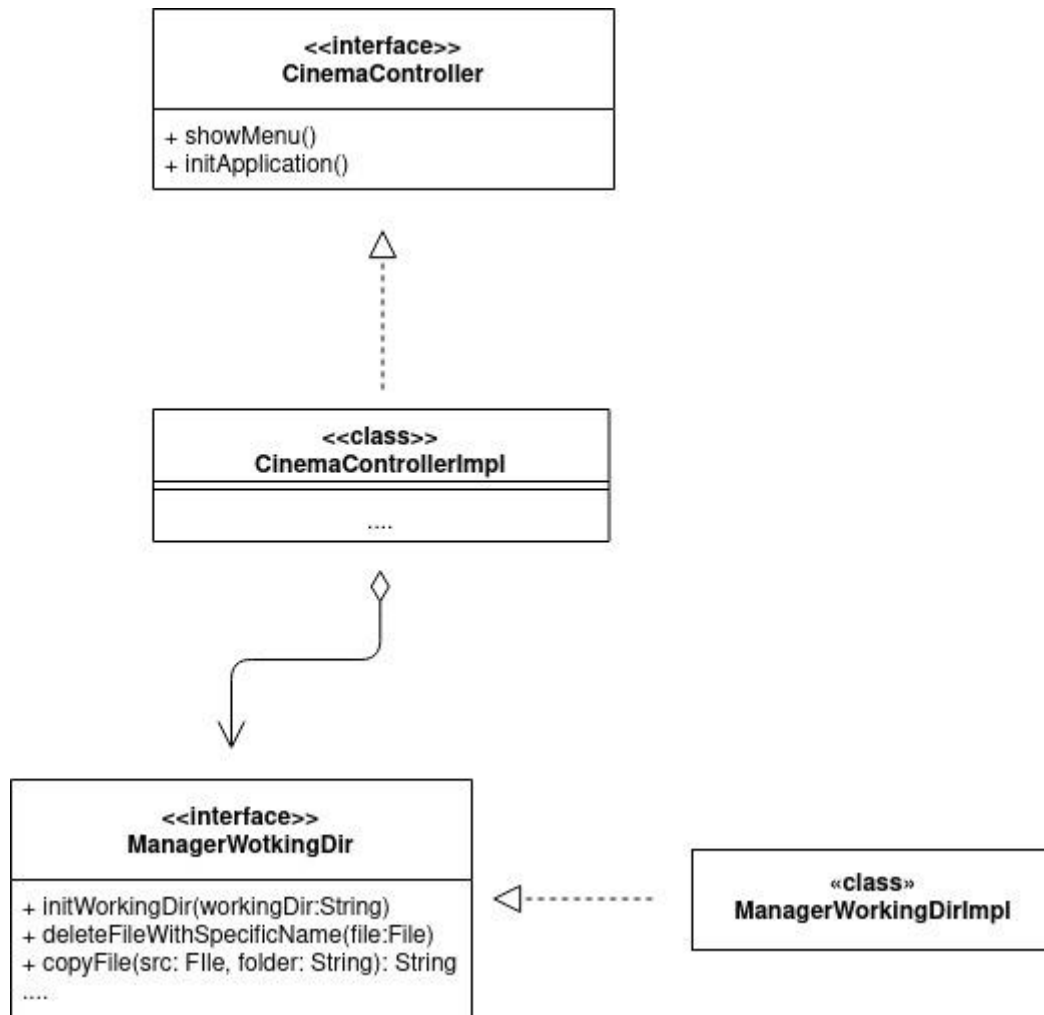 <<interface>>
CinemaController
+ showMenu()
+ initApplication()
<<class>>
CinemaControllerImpl
....
<<interface>>
ManagerWotkingDir
+ initWorkingDir(workingDir:String)
+ deleteFileWithSpecificName(file:File)
+ copyFile(src: FIle, folder: String): String
....
«class»
ManagerWorkingDirImpl